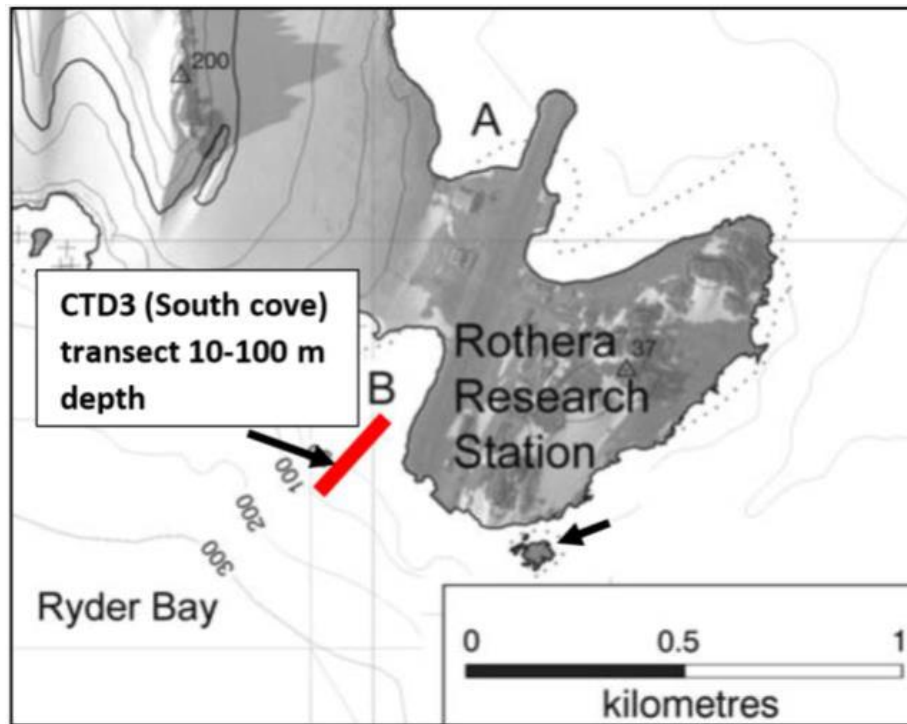 200
A
CTD3 (South cove)
transect 10-100 m
depth
B
Rothera 37
Research
Station
100
200
300
Ryder Bay
0 0.5 1
kilometres